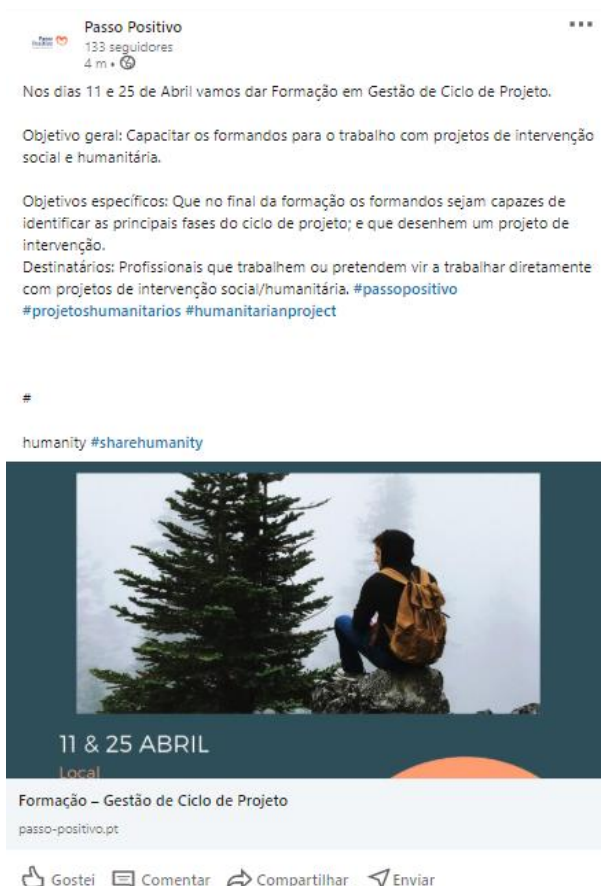 Passo Positivo
133 seguidores
4 m •
Nos dias 11 e 25 de Abril vamos dar Formação em Gestão de Ciclo de Projeto.
Objetivo geral: Capacitar os formandos para o trabalho com projetos de intervenção
social e humanitária.
Objetivos específicos: Que no final da formação os formandos sejam capazes de
identificar as principais fases do ciclo de projeto; e que desenhem um projeto de
intervenção.
Destinatários: Profissionais que trabalhem ou pretendem vir a trabalhar diretamente
com projetos de intervenção social/humanitária. #passopositivo
#projetoshumanitarios #humanitarianproject
#
humanity #sharehumanity
11 & 25 ABRIL
Local
Formação – Gestão de Ciclo de Projeto
passo-positivo.pt
Gostei Comentar Compartilhar Enviar